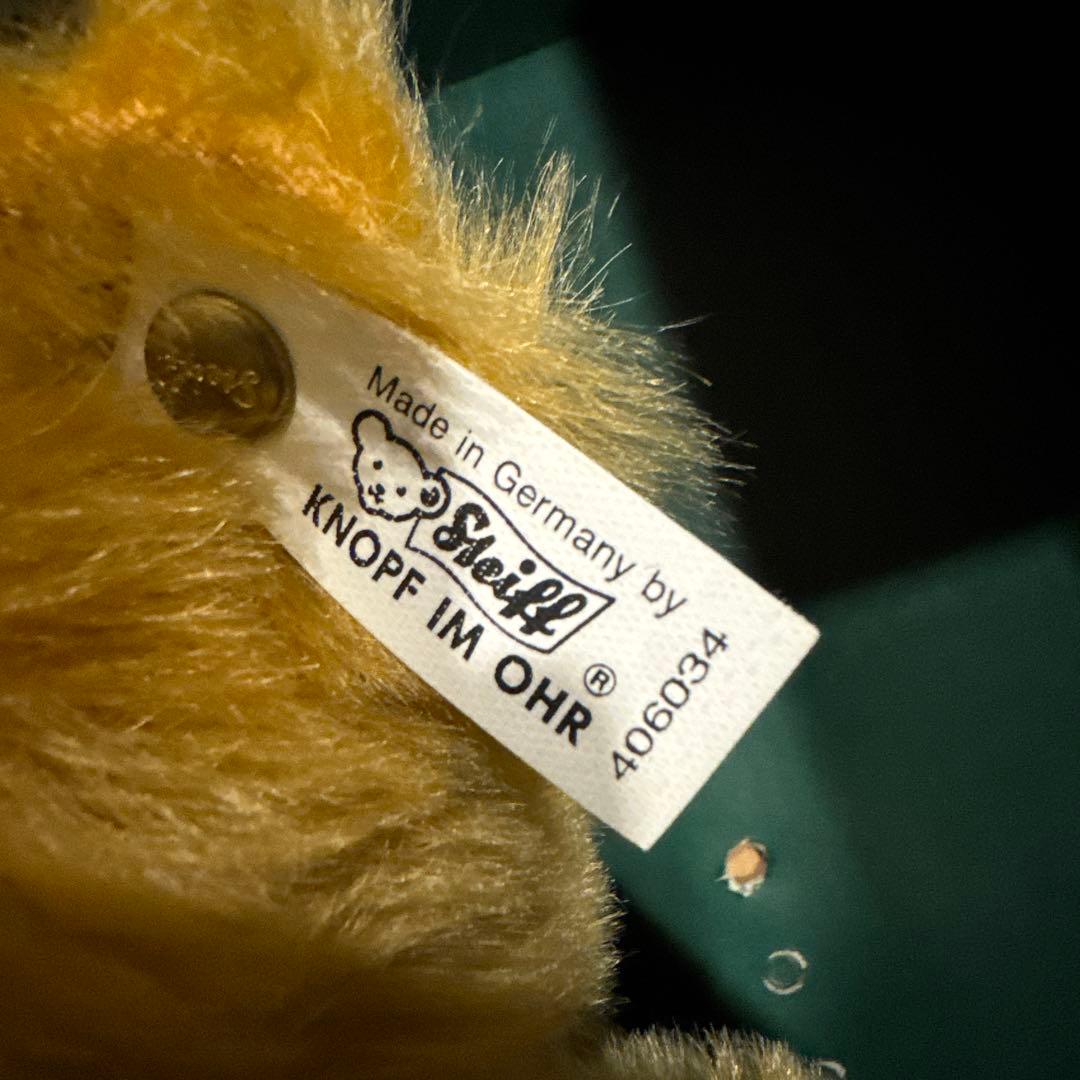 Made in Germany by
Steiff
KNOPF IM OHR
®
406034